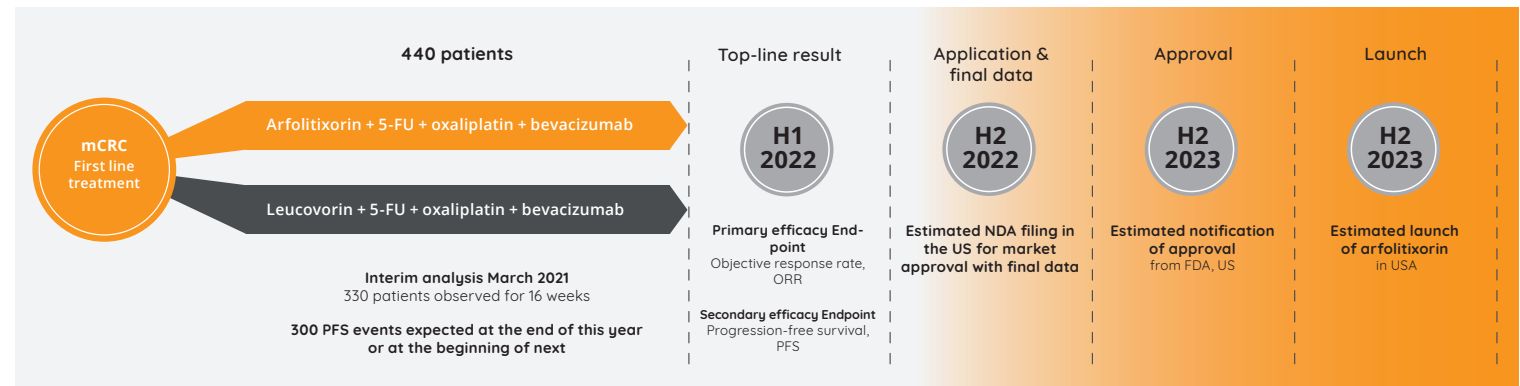 mCRC
First line
treatment
440 patients
Arfolitixorin + 5-FU + oxaliplatin + bevacizumab
Leucovorin + 5-FU + oxaliplatin + bevacizumab
Interim analysis March 2021
330 patients observed for 16 weeks
300 PFS events expected at the end of this year
or at the beginning of next
Top-line result
H1
2022
Primary efficacy End-
point
Objective response rate,
ORR
Secondary efficacy Endpoint
Progression-free survival,
PFS
Application &
final data
H2
2022
Estimated NDA filing in
the US for market
approval with final data
Approval
H2
2023
Estimated notification
of approval
from FDA, US
Launch
H2
2023
Estimated launch
of arfolitixorin
in USA